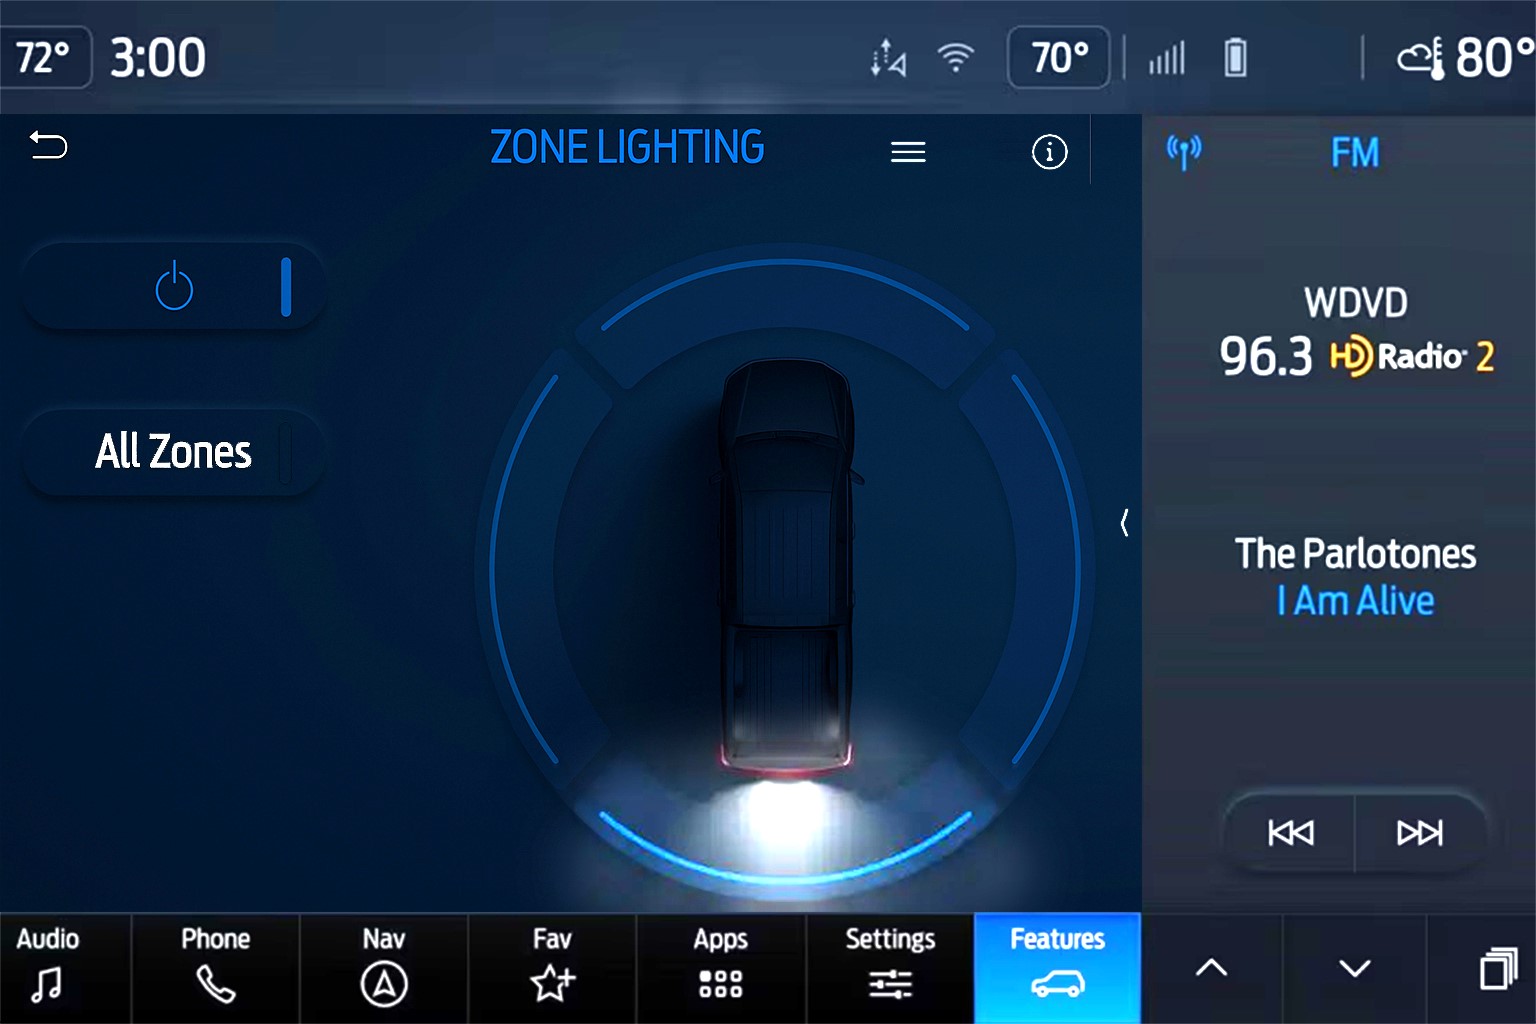 72° 3:00 70° 80°
ZONE LIGHTING
FM
WDVD
96.3 HD Radio 2
All Zones
The Parlotones
I Am Alive
Audio Phone Nav Fav Apps Settings Features